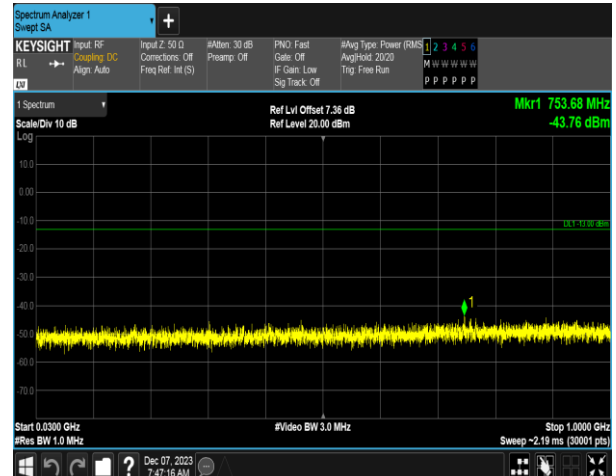 Spectrum Analyzer 1
Swept SA
KEYSIGHT
RL
LXI
Input: RF
Coupling: DC
Align: Auto
Input Z: 50 Ω
Corrections: Off
Freq Ref: Int (S)
#Atten: 30 dB
Preamp: Off
PNO: Fast
Gate: Off
IF Gain: Low
Sig Track: Off
#Avg Type: Power (RMS
Avg|Hold: 20/20
Trig: Free Run
1 2 3 4 5 6
M W W W W W
P P P P P P
1 Spectrum
Scale/Div 10 dB
Log
Ref Lvl Offset 7.36 dB
Ref Level 20.00 dBm
Mkr1 753.68 MHz
-43.76 dBm
10.0
0.00
-10.0
DL1 -13.00 dBm
-20.0
-30.0
-40.0
1
-50.0
-60.0
-70.0
Start 0.0300 GHz
#Res BW 1.0 MHz
#Video BW 3.0 MHz
Stop 1.0000 GHz
Sweep ~2.19 ms (30001 pts)
?
Dec 07, 2023
7:47:16 AM